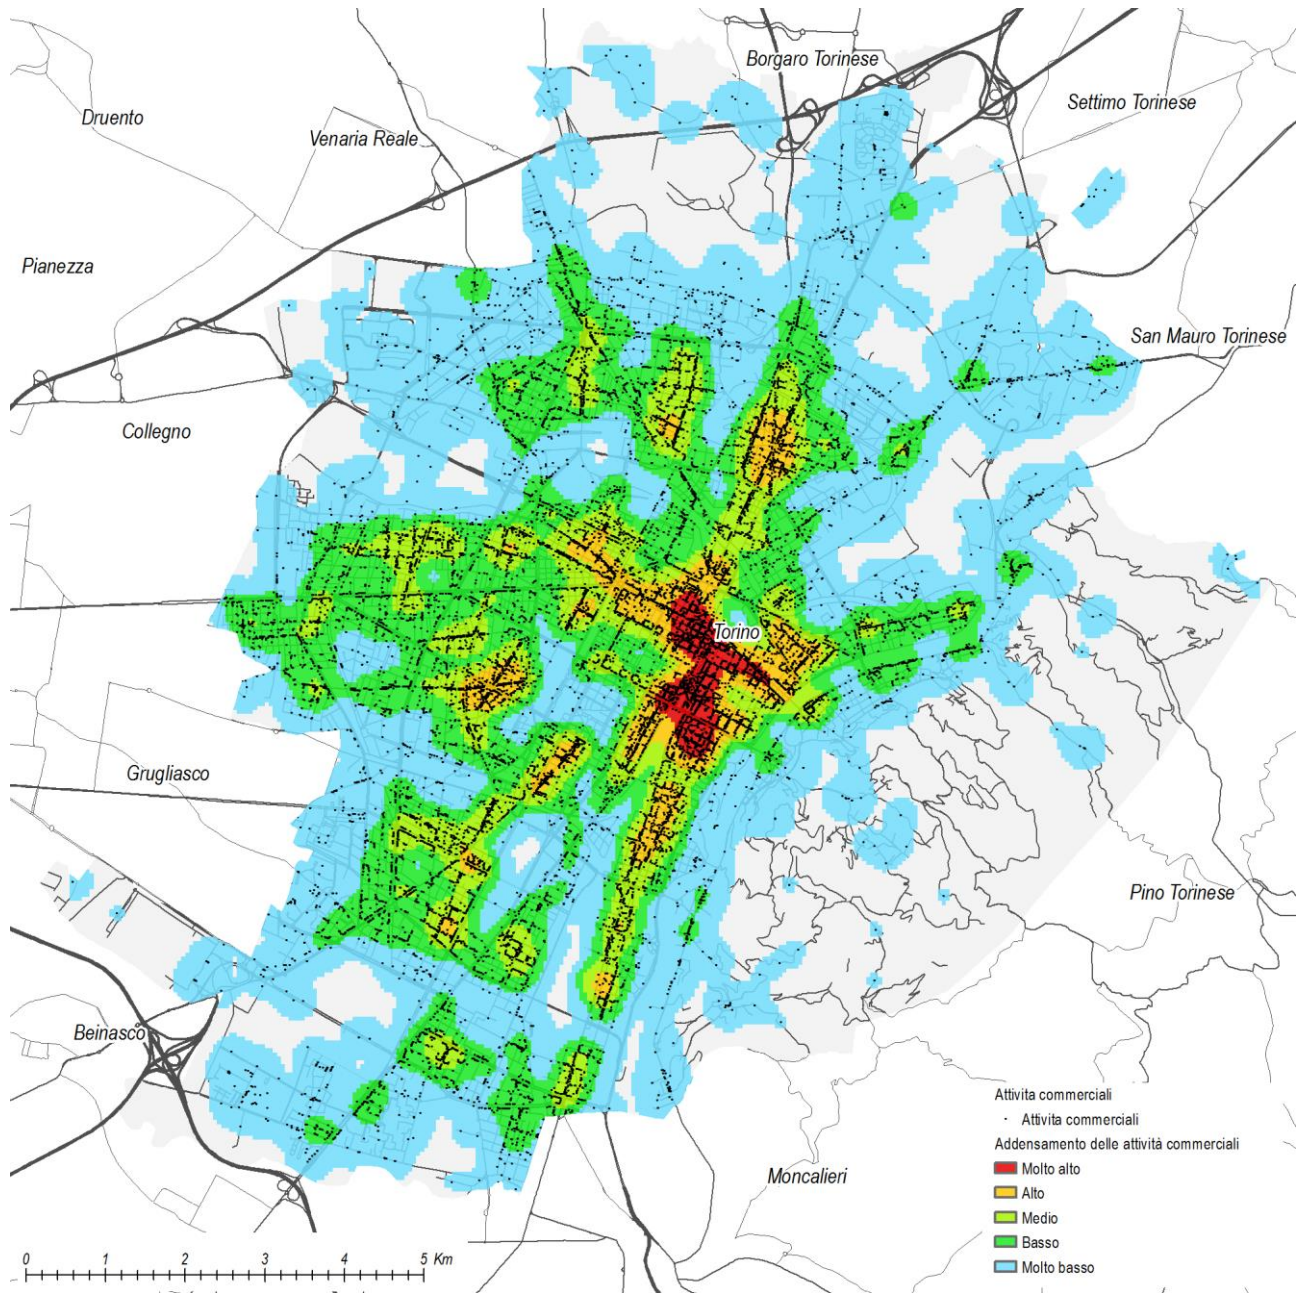 Borgaro Torinese
Settimo Torinese
Druento
Venaria Reale
Pianezza
San Mauro Torinese
Collegno
Torino
Grugliasco
Pino Torinese
Beinasco
Moncalieri
Attivita commerciali
Attivita commerciali
Addensamento delle attività commerciali
Molto alto
Alto
Medio
Basso
Molto basso
0 1 2 3 4 5 Km